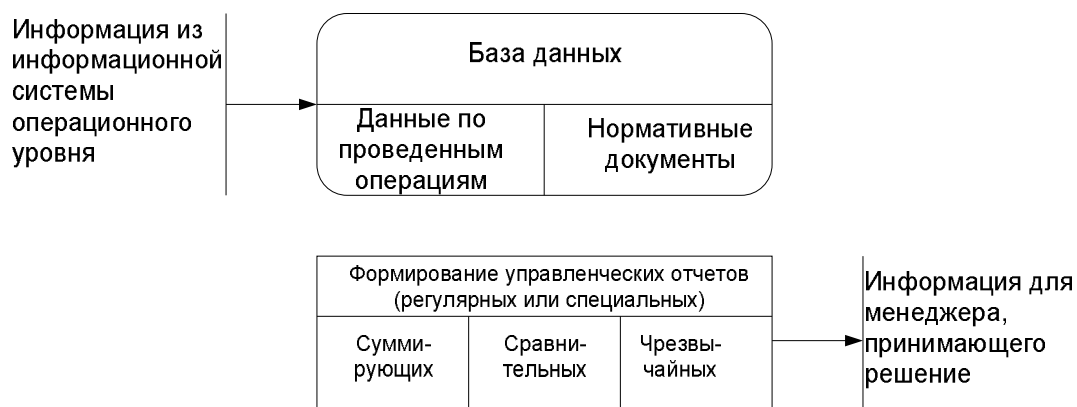 Информация из
информационной
системы
операционного
уровня
База данных
Данные по
проведенным
операциям
Нормативные
документы
Формирование управленческих отчетов
(регулярных или специальных)
Сумми-
рующих
Сравни-
тельных
Чрезвы-
чайных
Информация для
менеджера,
принимающего
решение